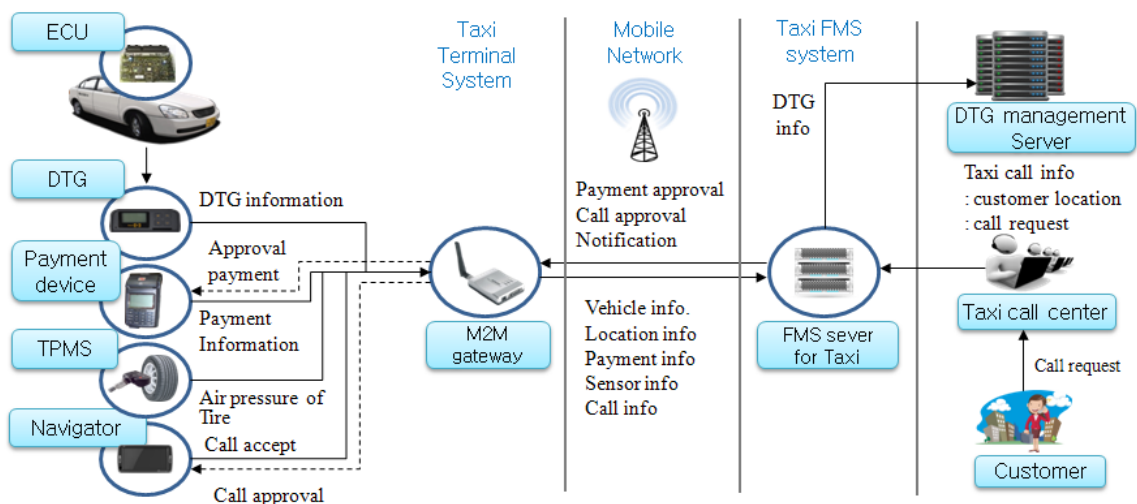 ECU
Taxi
Terminal
System
Mobile
Network
Taxi FMS
system
DTG
info
DTG management
Server
DTG
DTG information
Payment approval
Call approval
Notification
Taxi call info
: customer location
: call request
Payment
device
Approval
payment
Payment
Information
M2M
gateway
Vehicle info.
Location info
Payment info
Sensor info
Call info
FMS sever
for Taxi
Taxi call center
TPMS
Air pressure of
Tire
Call request
Navigator
Call accept
Call approval
Customer